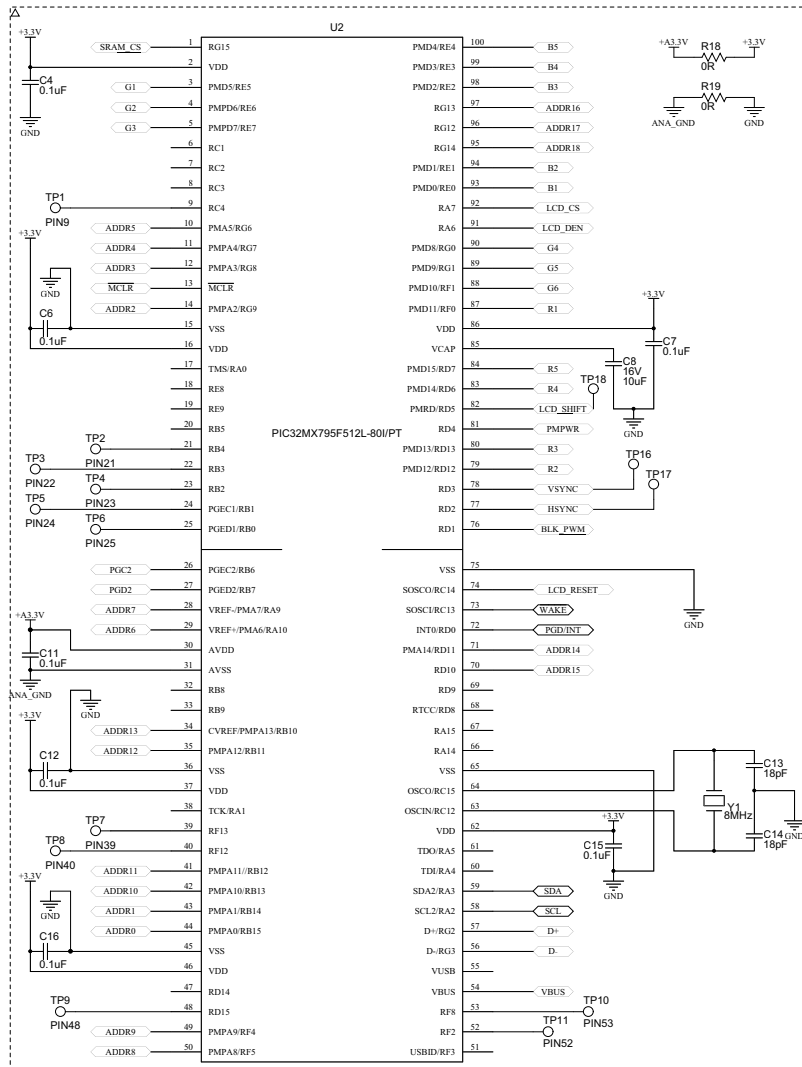 U2
PIC32MX795F512L-80I/PT
+3.3V
C4
0.1uF
GND
SRAM_CS 1 RG15
2 VDD
G1 3 PMD5/RE5
G2 4 PMPD6/RE6
G3 5 PMPD7/RE7
6 RC1
7 RC2
8 RC3
TP1
PIN9
9 RC4
+3.3V
GND
ADDR5 10 PMA5/RG6
ADDR4 11 PMPA4/RG7
ADDR3 12 PMPA3/RG8
MCLR 13 MCLR
ADDR2 14 PMPA2/RG9
C6
0.1uF
15 VSS
16 VDD
17 TMS/RA0
18 RE8
19 RE9
20 RB5
TP2
PIN21
21 RB4
TP3
PIN22
22 RB3
TP4
PIN23
23 RB2
TP5
PIN24
24 PGEC1/RB1
TP6
PIN25
25 PGED1/RB0
PGC2 26 PGEC2/RB6
PGD2 27 PGED2/RB7
ADDR7 28 VREF-/PMA7/RA9
ADDR6 29 VREF+/PMA6/RA10
+A3.3V
30 AVDD
C11
0.1uF
31 AVSS
ANA_GND
32 RB8
33 RB9
GND
+3.3V
ADDR13 34 CVREF/PMPA13/RB10
ADDR12 35 PMPA12/RB11
C12
0.1uF
36 VSS
37 VDD
38 TCK/RA1
TP7
PIN39
39 RF13
TP8
PIN40
40 RF12
+3.3V
GND
ADDR11 41 PMPA11//RB12
ADDR10 42 PMPA10/RB13
ADDR1 43 PMPA1/RB14
ADDR0 44 PMPA0/RB15
C16
0.1uF
45 VSS
46 VDD
47 RD14
TP9
PIN48
48 RD15
ADDR9 49 PMPA9/RF4
ADDR8 50 PMPA8/RF5
PMD4/RE4 100 B5
PMD3/RE3 99 B4
PMD2/RE2 98 B3
RG13 97 ADDR16
RG12 96 ADDR17
RG14 95 ADDR18
PMD1/RE1 94 B2
PMD0/RE0 93 B1
RA7 92 LCD_CS
RA6 91 LCD_DEN
PMD8/RG0 90 G4
PMD9/RG1 89 G5
PMD10/RF1 88 G6
PMD11/RF0 87 R1
+3.3V
VDD 86
VCAP 85
C7
0.1uF
C8
16V
10uF
GND
PMD15/RD7 84 R5
PMD14/RD6 83 R4
TP18
PMRD/RD5 82 LCD_SHIFT
RD4 81 PMPWR
PMD13/RD13 80 R3
PMD12/RD12 79 R2
TP16
RD3 78 VSYNC
TP17
RD2 77 HSYNC
RD1 76 BLK_PWM
VSS 75
GND
SOSCO/RC14 74 LCD_RESET
SOSCI/RC13 73 WAKE
INT0/RD0 72 PGD/INT
PMA14/RD11 71 ADDR14
RD10 70 ADDR15
RD9 69
RTCC/RD8 68
RA15 67
RA14 66
VSS 65
OSCO/RC15 64
OSCIN/RC12 63
VDD 62
C13
18pF
Y1
8MHz
C14
18pF
GND
+3.3V
C15
0.1uF
GND
TDO/RA5 61
TDI/RA4 60
SDA2/RA3 59 SDA
SCL2/RA2 58 SCL
D+/RG2 57 D+
D-/RG3 56 D-
VUSB 55
VBUS 54 VBUS
RF8 53
TP10
PIN53
RF2 52
TP11
PIN52
USBID/RF3 51
+A3.3V R18 +3.3V
0R
R19
0R
ANA_GND GND